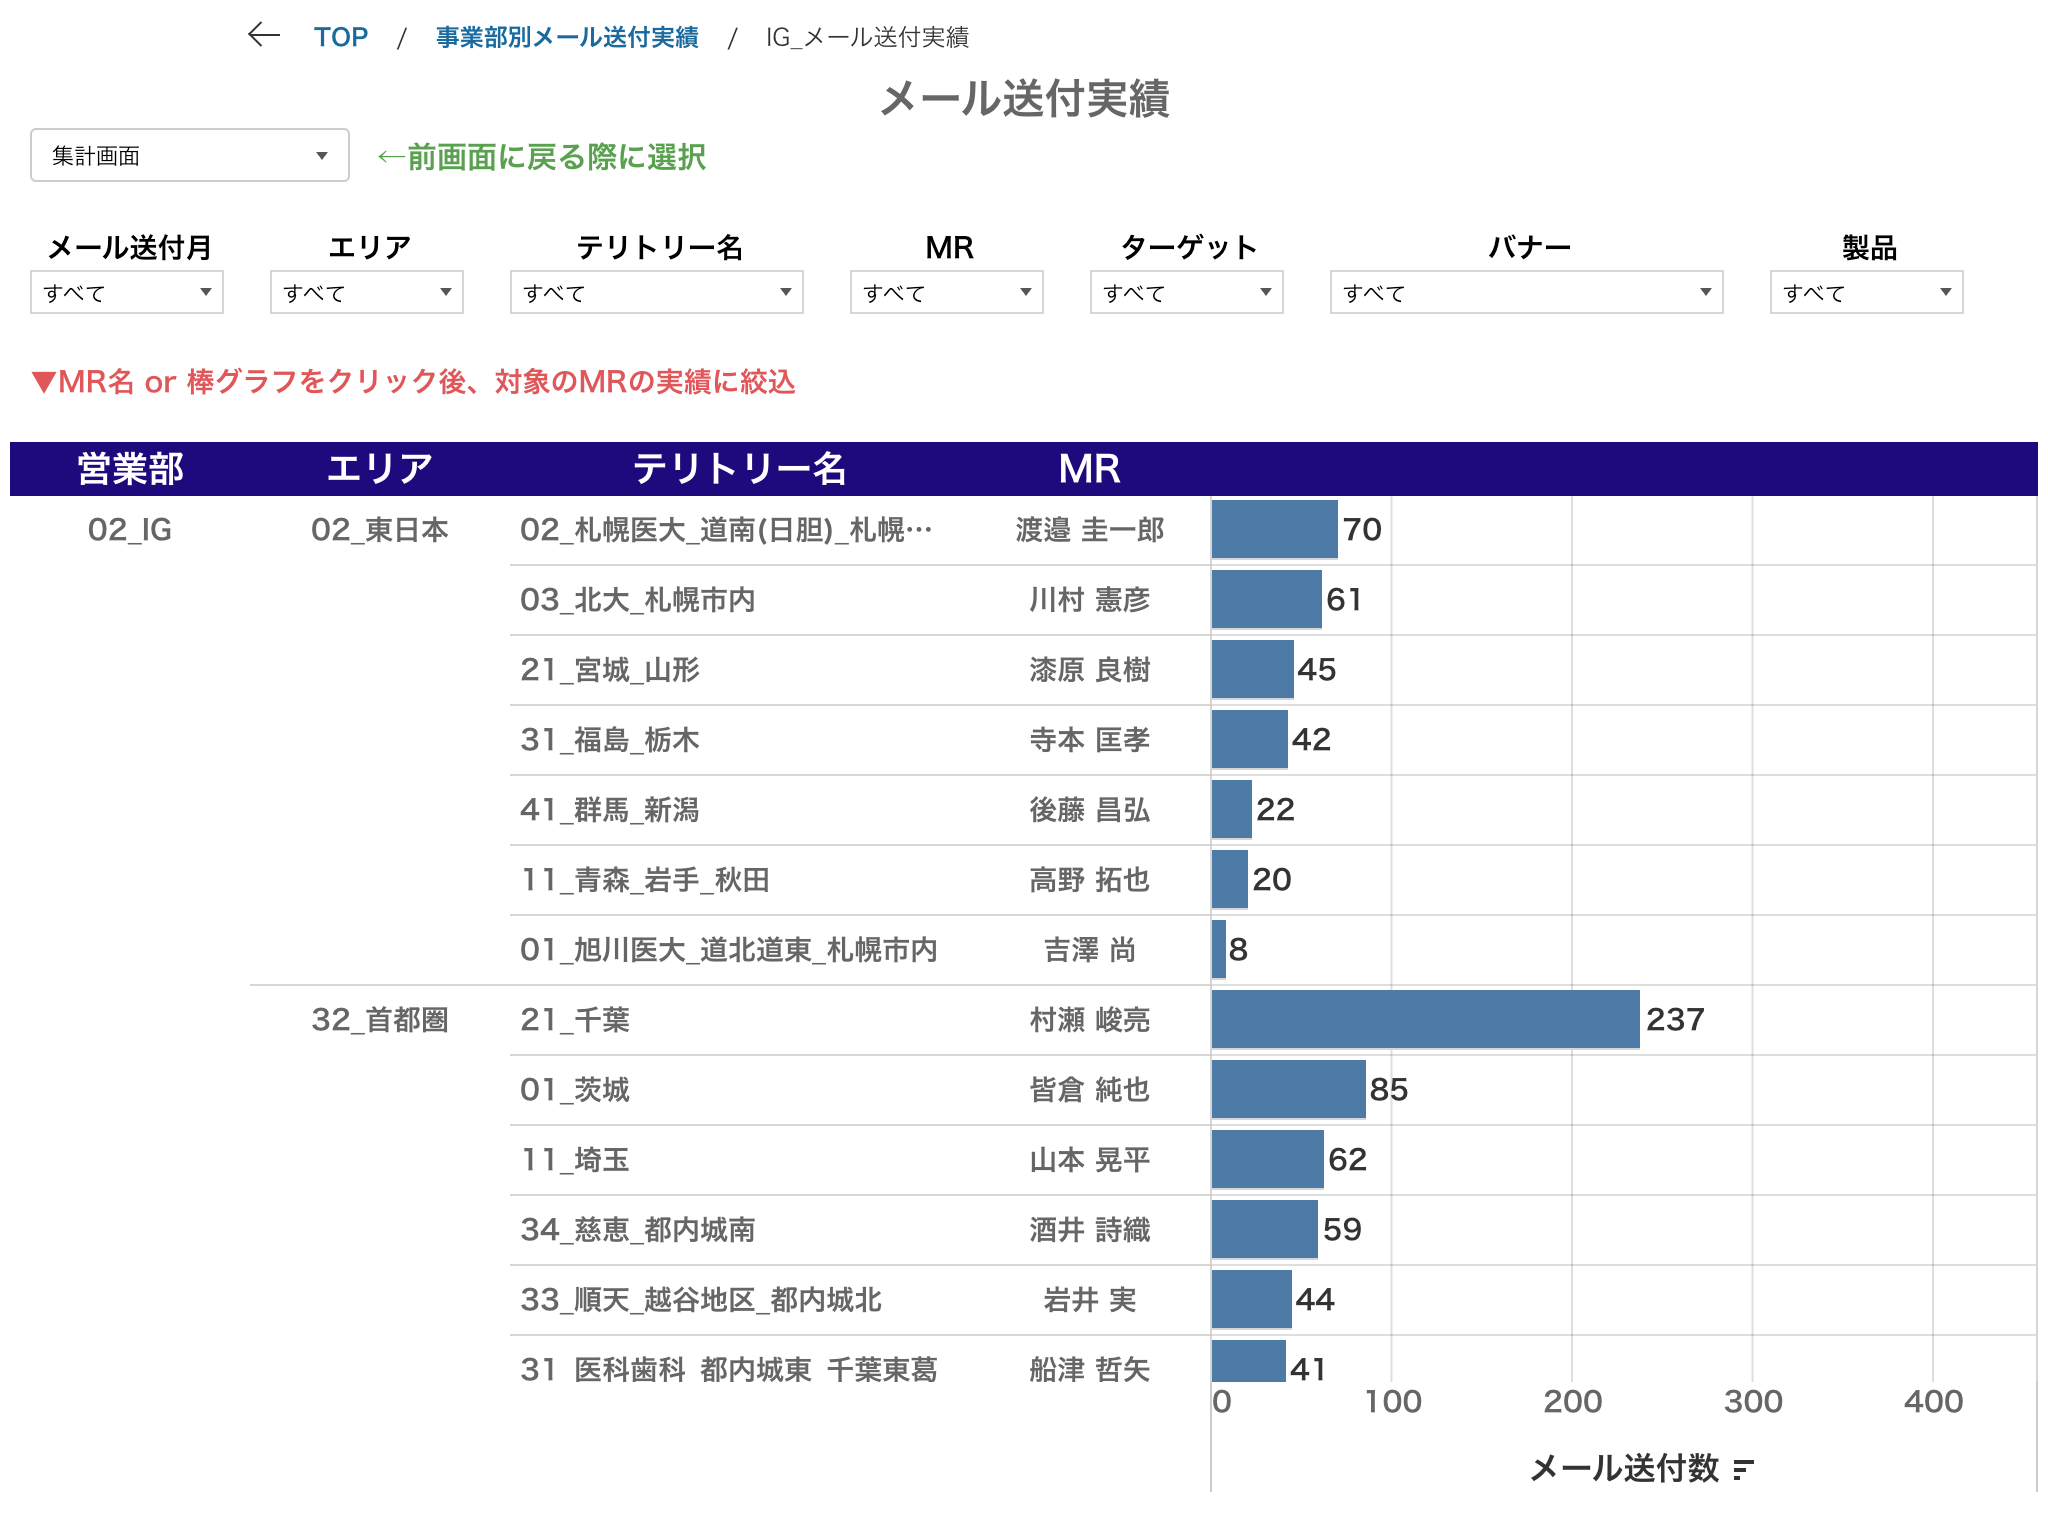 ← TOP / 事業部別メール送付実績 / IG_メール送付実績
メール送付実績
集計画面 ←前画面に戻る際に選択
メール送付月 エリア テリトリー名 MR ターゲット バナー 製品
すべて すべて すべて すべて すべて すべて すべて
▼MR名 or 棒グラフをクリック後、対象のMRの実績に絞込
営業部 エリア テリトリー名 MR
02_IG 02_東日本 02_札幌医大_道南(日胆)_札幌… 渡邉 圭一郎 70
03_北大_札幌市内 川村 憲彦 61
21_宮城_山形 漆原 良樹 45
31_福島_栃木 寺本 匡孝 42
41_群馬_新潟 後藤 昌弘 22
11_青森_岩手_秋田 高野 拓也 20
01_旭川医大_道北道東_札幌市内 吉澤 尚 8
32_首都圏 21_千葉 村瀬 峻亮 237
01_茨城 皆倉 純也 85
11_埼玉 山本 晃平 62
34_慈恵_都内城南 酒井 詩織 59
33_順天_越谷地区_都内城北 岩井 実 44
31 医科歯科 都内城東 千葉東葛 船津 哲矢 41
0 100 200 300 400
メール送付数